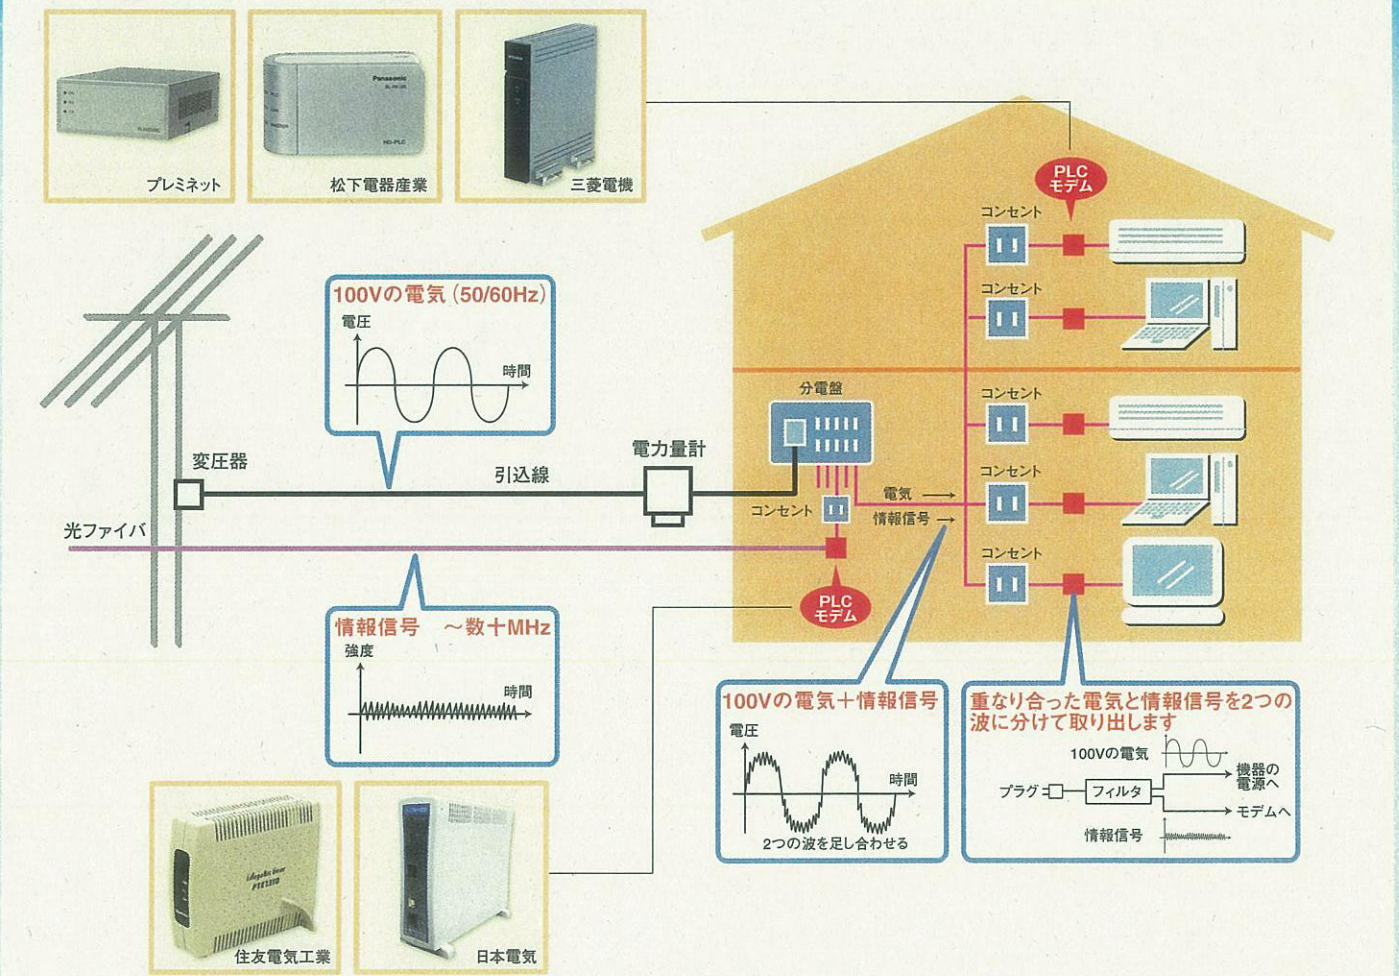 Panasonic
HD-PLC
プレミネット
松下電器産業
三菱電機
PLC
モデム
コンセント
コンセント
100Vの電気(50/60Hz)
電圧
時間
分電盤
コンセント
変圧器
引込線
電力量計
コンセント
電気
コンセント
情報信号
光ファイバ
コンセント
PLC
モデム
情報信号 ～数十MHz
強度
時間
100Vの電気＋情報信号
電圧
時間
2つの波を足し合わせる
重なり合った電気と情報信号を2つの
波に分けて取り出します
100Vの電気
プラグ
フィルタ
機器の
電源へ
モデムへ
情報信号
住友電気工業
日本電気